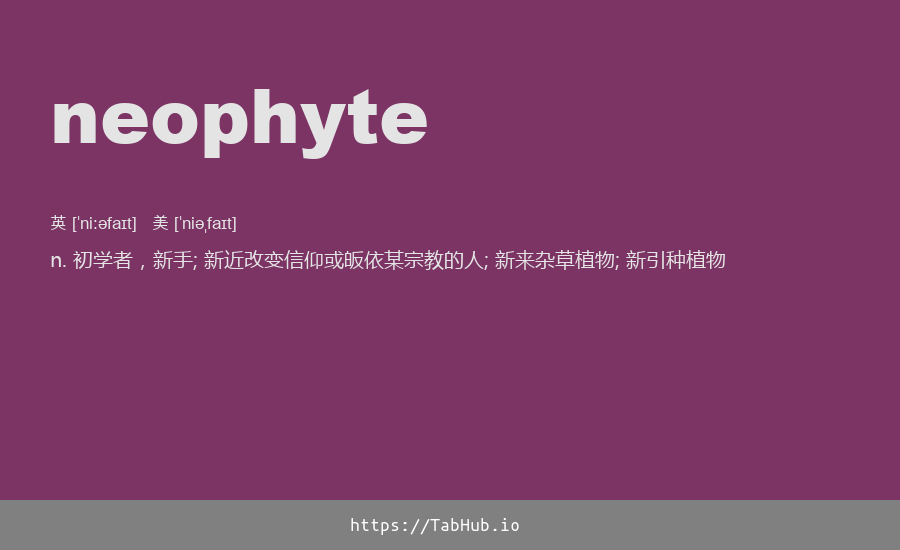 neophyte
英 [ˈniːəfaɪt] 美 [ˈniəˌfaɪt]
n. 初学者，新手; 新近改变信仰或皈依某宗教的人; 新来杂草植物; 新引种植物
https://TabHub.io